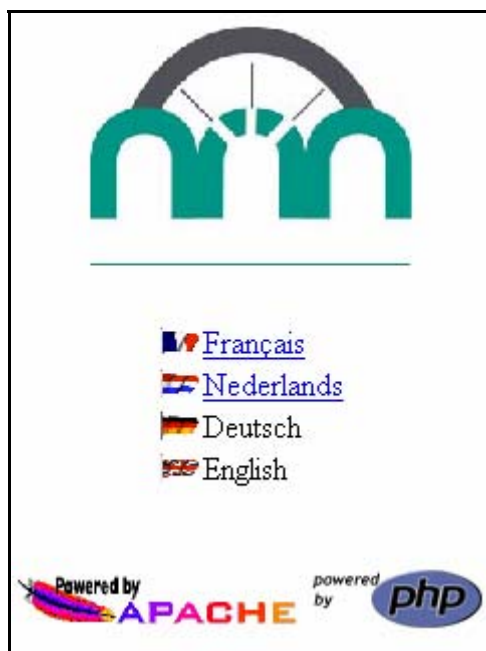 Français
Nederlands
Deutsch
English
Powered by
APACHE
powered
by
php